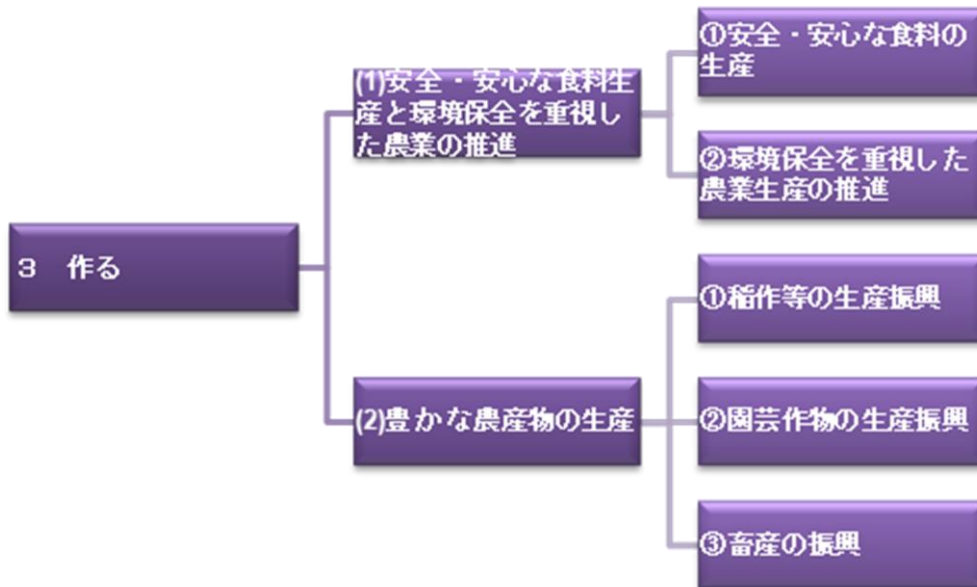 3　作る
(1)安全・安心な食料生
産と環境保全を重視し
た農業の推進
①安全・安心な食料の
生産
②環境保全を重視した
農業生産の推進
(2)豊かな農産物の生産
①稲作等の生産振興
②園芸作物の生産振興
③畜産の振興